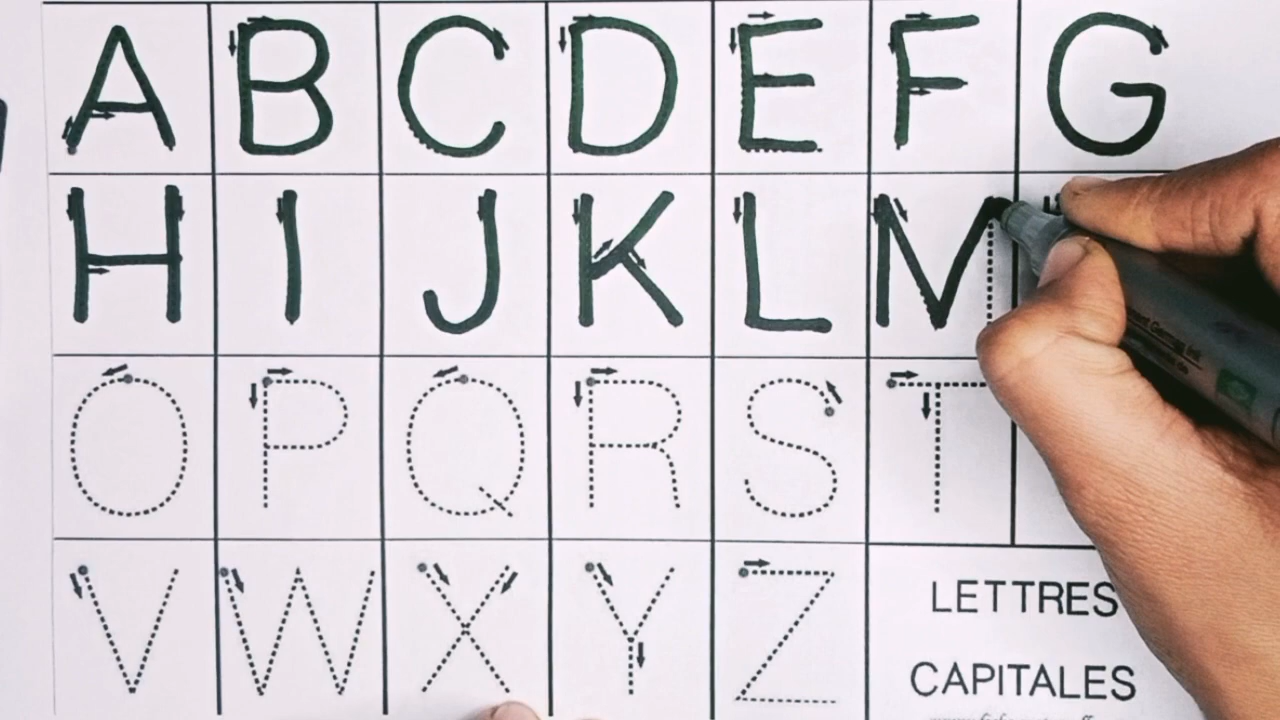 A B C D E F G
H I J K L M
O P Q R S T
V W X Y Z
LETTRES
CAPITALES